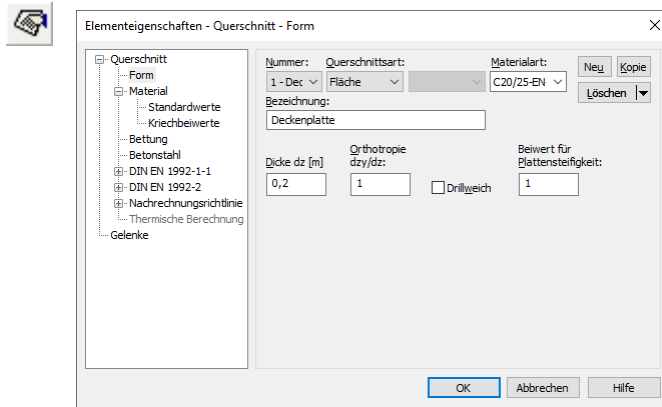 Elementeigenschaften - Querschnitt - Form
Querschnitt
Form
Material
Standardwerte
Kriechbeiwerte
Bettung
Betonstahl
DIN EN 1992-1-1
DIN EN 1992-2
Nachrechnungsrichtlinie
Thermische Berechnung
Gelenke
Nummer: Querschnittsart: Materialart:
1 - Dec Fläche C20/25-EN
Neu Kopie
Löschen
Bezeichnung:
Deckenplatte
Dicke dz [m] Orthotropie dzy/dz: Beiwert für Plattensteifigkeit:
0,2 1 Drillweich 1
OK Abbrechen Hilfe